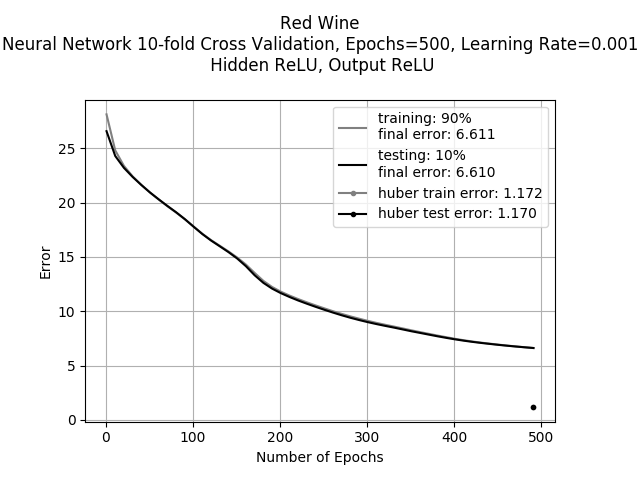 Red Wine
Neural Network 10-fold Cross Validation, Epochs=500, Learning Rate=0.001
Hidden ReLU, Output ReLU
training: 90%
final error: 6.611
testing: 10%
final error: 6.610
huber train error: 1.172
huber test error: 1.170
Error
25
20
15
10
5
0
0 100 200 300 400 500
Number of Epochs